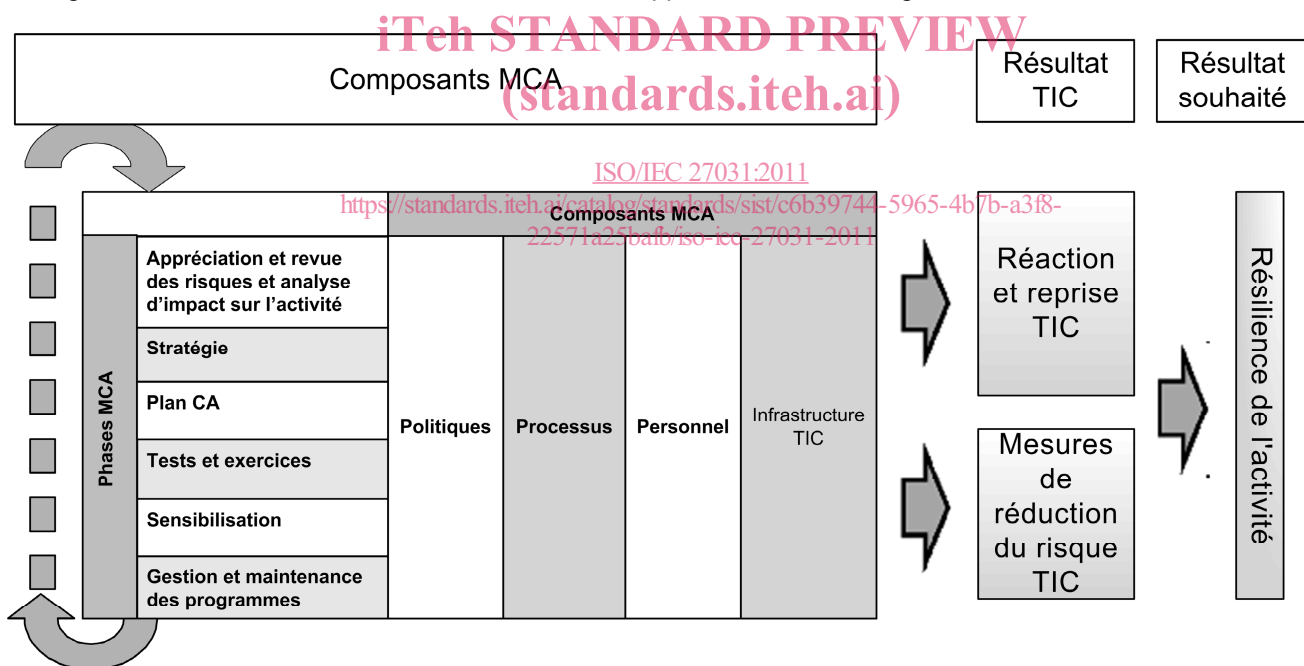 iTeh STANDARD PREVIEW
(standards.iteh.ai)
Composants MCA
Résultat
TIC
Résultat
souhaité
ISO/IEC 27031:2011
https://standards.iteh.ai/catalog/standards/sist/c6b39744-5965-4b7b-a3f8-
22571a25bafb/iso-iec-27031-2011
Composants MCA
Phases MCA
Appréciation et revue
des risques et analyse
d'impact sur l'activité
Stratégie
Plan CA
Tests et exercices
Sensibilisation
Gestion et maintenance
des programmes
Politiques
Processus
Personnel
Infrastructure
TIC
Réaction
et reprise
TIC
Mesures
de
réduction
du risque
TIC
Résilience de l'activité